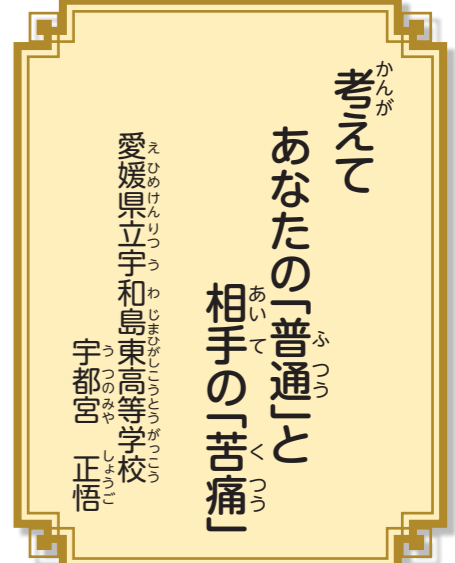 考えて
あなたの「普通」と
相手の「苦痛」
愛媛県立宇和島東高等学校
宇都宮　正悟